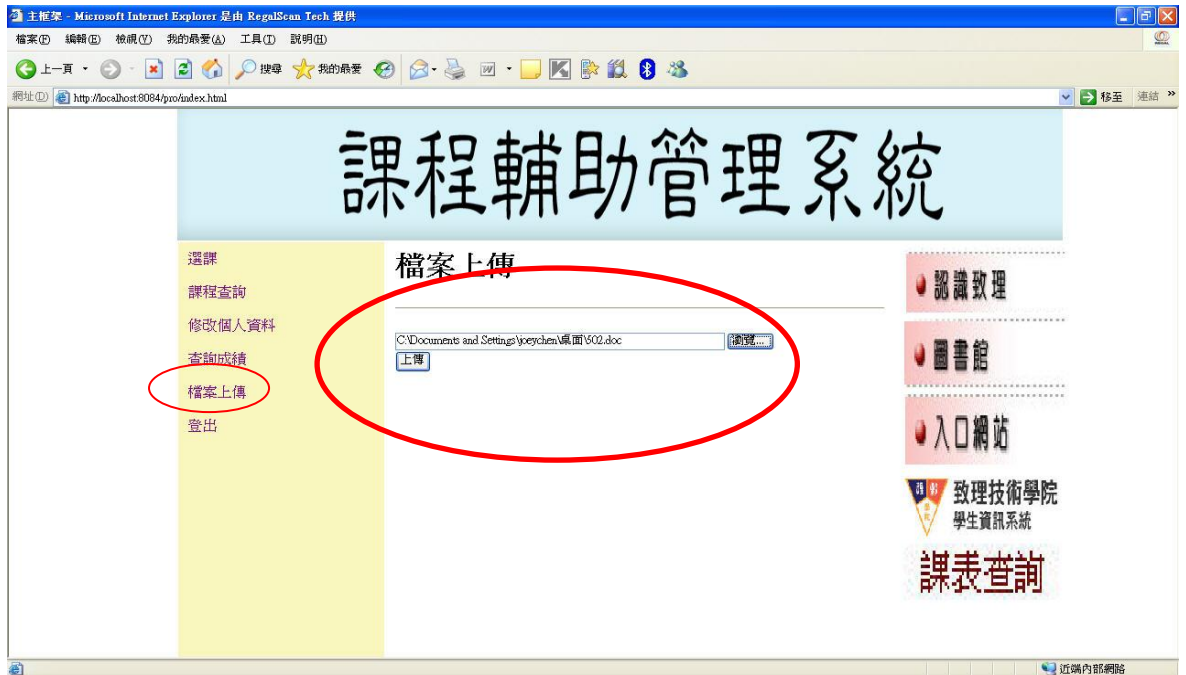 主框架 - Microsoft Internet Explorer 是由 RegalScan Tech 提供
檔案(F) 編輯(E) 檢視(V) 我的最愛(A) 工具(T) 說明(H)
上一頁 搜尋 我的最愛
網址(D) http://localhost:8084/pro/index.html 移至 連結 »
課程輔助管理系統
選課
課程查詢
修改個人資料
查詢成績
檔案上傳
登出
檔案上傳
C:\Documents and Settings\joeychen\桌面\502.doc 瀏覽...
上傳
認識致理
圖書館
入口網站
致理技術學院
學生資訊系統
課表查詢
近端內部網路